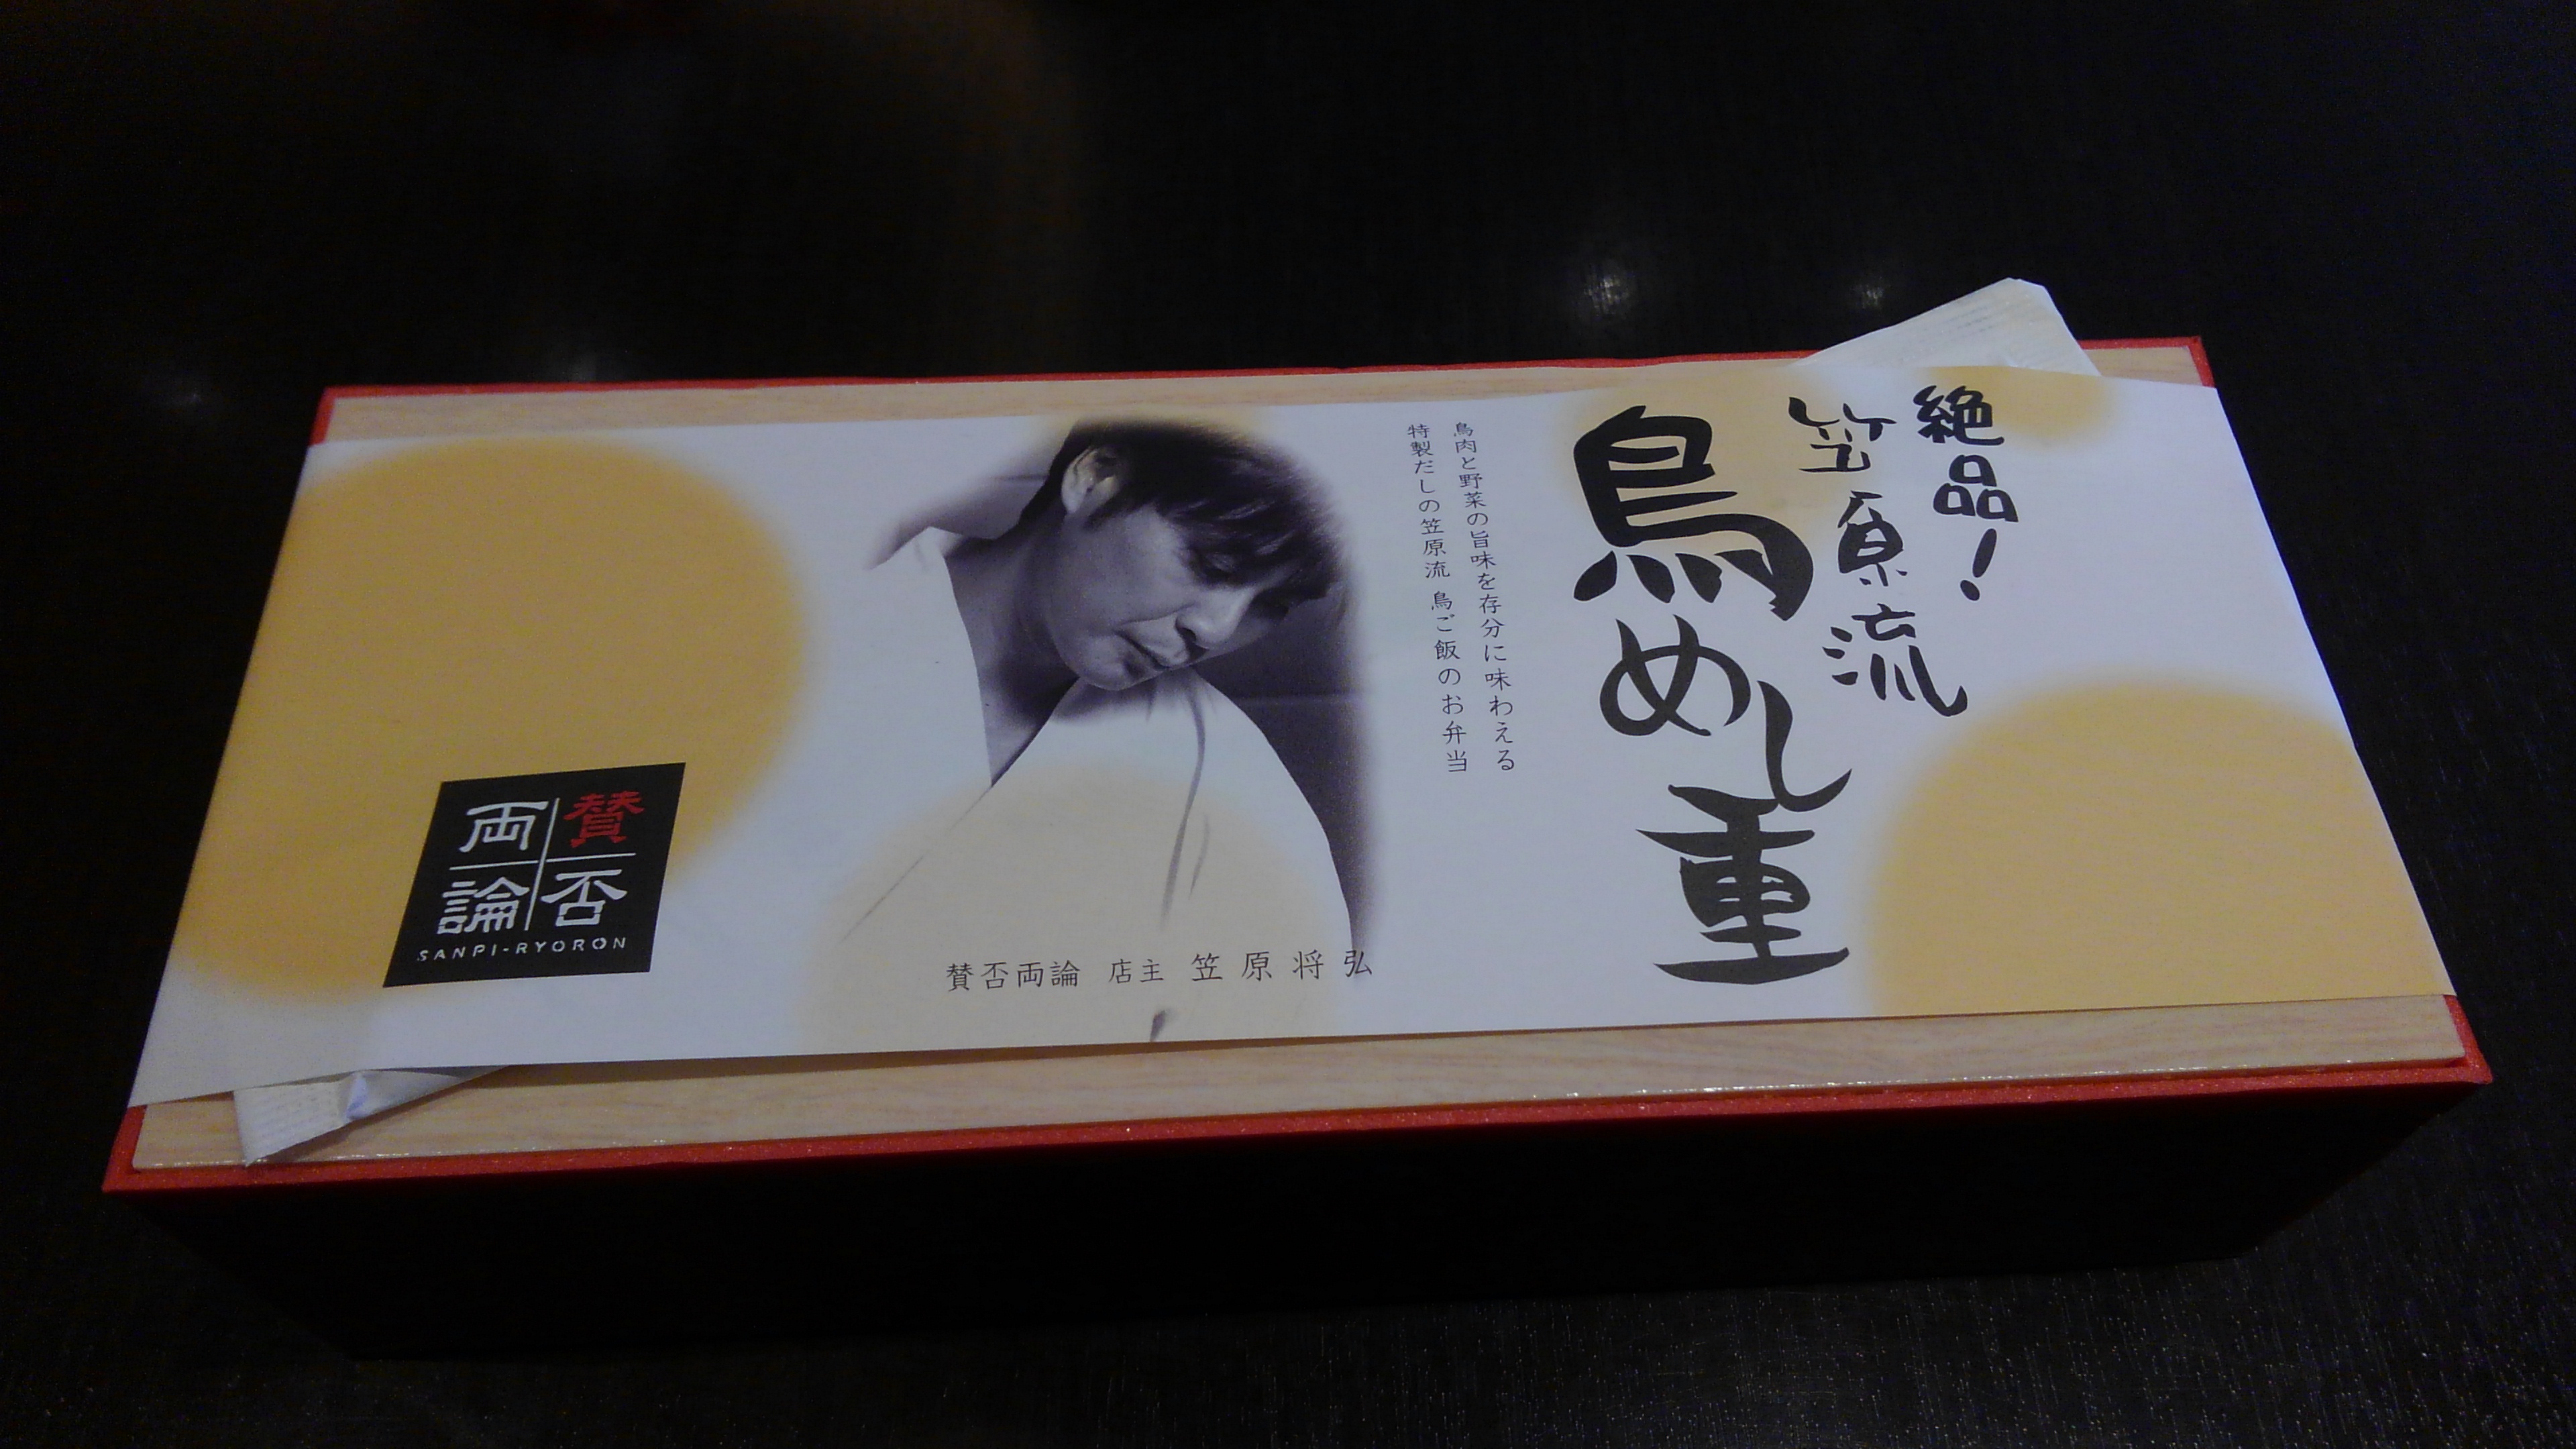 絶品！
笠原流
鳥めし重
鳥肉と野菜の旨味を存分に味わえる
特製だしの笠原流 鳥ご飯のお弁当
賛否両論 店主 笠原将弘
賛否
両論
SANPI-RYORON